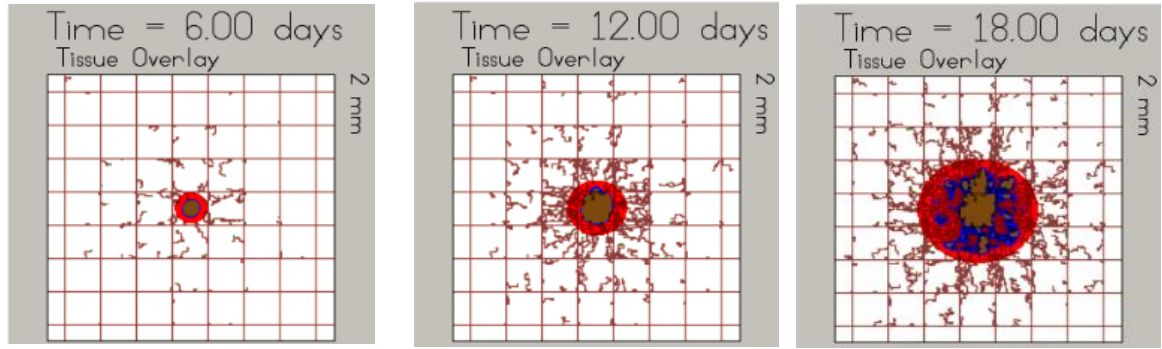 Time = 6.00 days
Tissue Overlay
2 mm
Time = 12.00 days
Tissue Overlay
2 mm
Time = 18.00 days
Tissue Overlay
2 mm